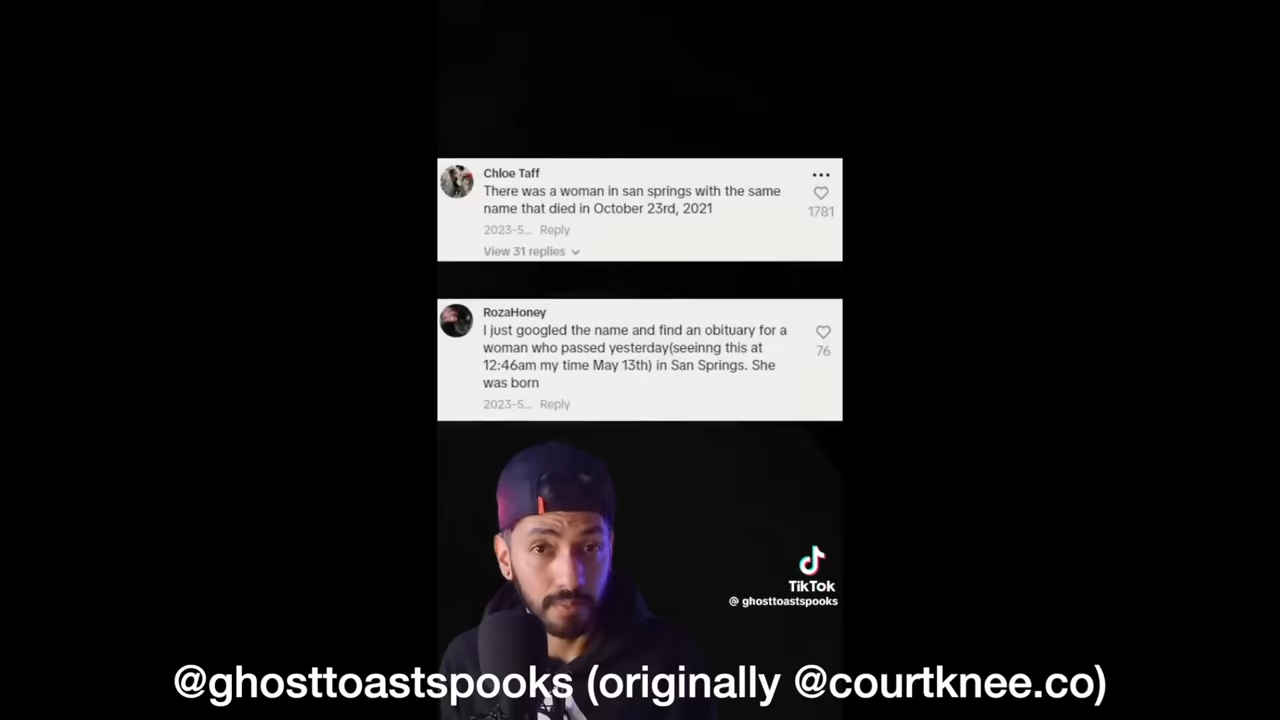 Chloe Taff
There was a woman in san springs with the same
name that died in October 23rd, 2021
1781
2023-5... Reply
View 31 replies
RozaHoney
I just googled the name and find an obituary for a
woman who passed yesterday(seeinng this at
12:46am my time May 13th) in San Springs. She
was born
76
2023-5... Reply
TikTok
@ ghosttoastspooks
@ghosttoastspooks (originally @courtknee.co)